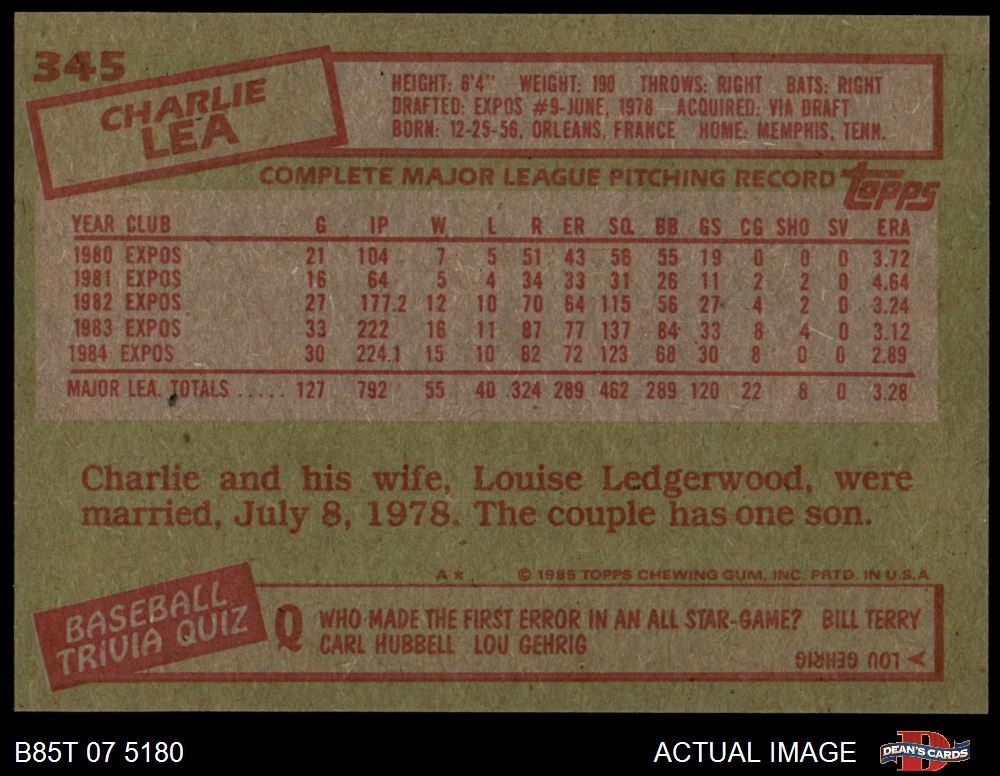 345
CHARLIE
LEA
HEIGHT: 6'4" WEIGHT: 190 THROWS: RIGHT BATS: RIGHT
DRAFTED: EXPOS #9-JUNE, 1978 ACQUIRED: VIA DRAFT
BORN: 12-25-56, ORLEANS, FRANCE HOME: MEMPHIS, TENN.
COMPLETE MAJOR LEAGUE PITCHING RECORD topps
YEAR CLUB G IP W L R ER SO BB GS CG SHO SV ERA
1980 EXPOS 21 104 7 5 51 43 56 55 19 0 0 0 3.72
1981 EXPOS 16 64 5 4 34 33 31 26 11 2 2 0 4.64
1982 EXPOS 27 177.2 12 10 70 64 115 56 27 4 2 0 3.24
1983 EXPOS 33 222 16 11 87 77 137 84 33 8 4 0 3.12
1984 EXPOS 30 224.1 15 10 82 72 123 68 30 8 0 0 2.89
MAJOR LEA. TOTALS ..... 127 792 55 40 324 289 462 289 120 22 8 0 3.28
Charlie and his wife, Louise Ledgerwood, were
married, July 8, 1978. The couple has one son.
A* © 1985 TOPPS CHEWING GUM, INC. PRTD. IN U.S.A
BASEBALL
TRIVIA QUIZ
Q WHO MADE THE FIRST ERROR IN AN ALL STAR-GAME? BILL TERRY
CARL HUBBELL LOU GEHRIG
LOU GEHRIG
B85T 07 5180 ACTUAL IMAGE D DEAN'S CARDS